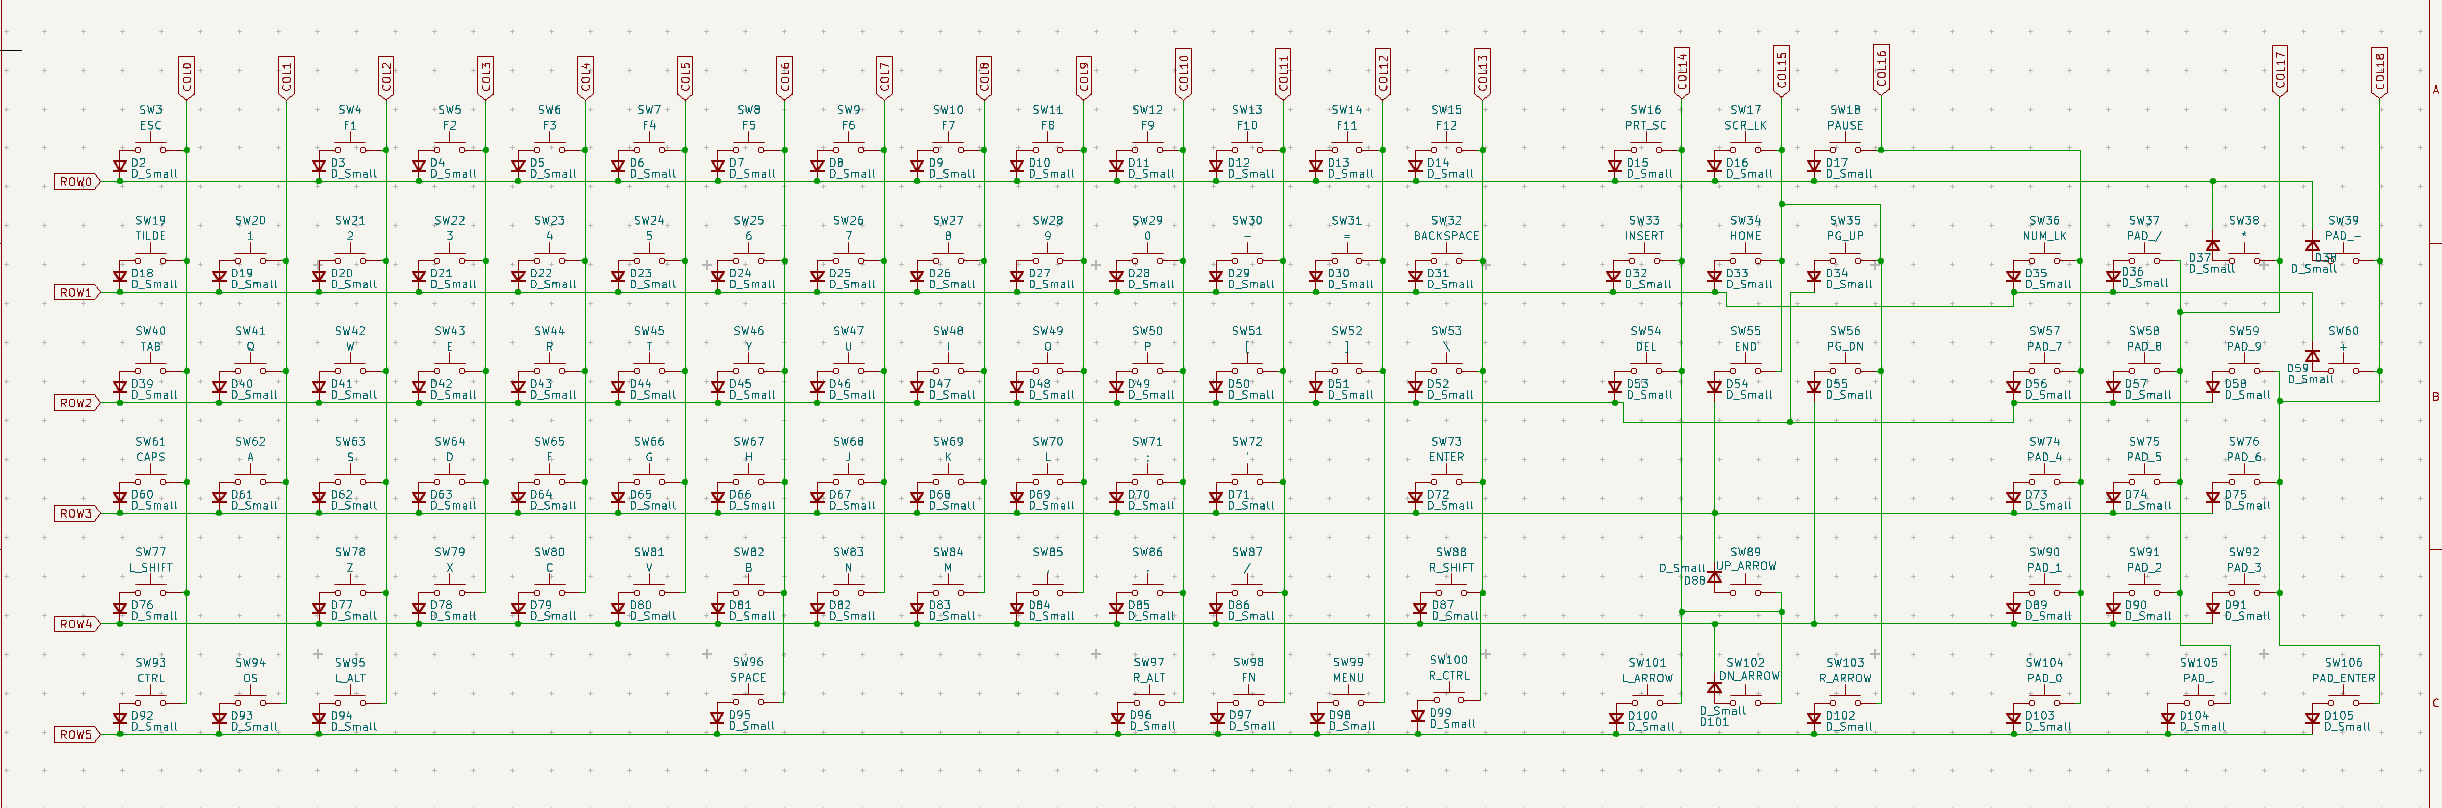 COL0 COL1 COL2 COL3 COL4 COL5 COL6 COL7 COL8 COL9 COL10 COL11 COL12 COL13 COL14 COL15 COL16 COL17 COL18
A
SW3 SW4 SW5 SW6 SW7 SW8 SW9 SW10 SW11 SW12 SW13 SW14 SW15 SW16 SW17 SW18
ESC F1 F2 F3 F4 F5 F6 F7 F8 F9 F10 F11 F12 PRT_SC SCR_LK PAUSE
D2 D3 D4 D5 D6 D7 D8 D9 D10 D11 D12 D13 D14 D15 D16 D17
D_Small D_Small D_Small D_Small D_Small D_Small D_Small D_Small D_Small D_Small D_Small D_Small D_Small D_Small D_Small D_Small
ROW0
SW19 SW20 SW21 SW22 SW23 SW24 SW25 SW26 SW27 SW28 SW29 SW30 SW31 SW32 SW33 SW34 SW35 SW36 SW37 SW38 SW39
TILDE 1 2 3 4 5 6 7 8 9 0 - = BACKSPACE INSERT HOME PG_UP NUM_LK PAD_/ * PAD_-
D18 D19 D20 D21 D22 D23 D24 D25 D26 D27 D28 D29 D30 D31 D32 D33 D34 D35 D36 D37 D38
D_Small D_Small D_Small D_Small D_Small D_Small D_Small D_Small D_Small D_Small D_Small D_Small D_Small D_Small D_Small D_Small D_Small D_Small D_Small D_Small D_Small
ROW1
SW40 SW41 SW42 SW43 SW44 SW45 SW46 SW47 SW48 SW49 SW50 SW51 SW52 SW53 SW54 SW55 SW56 SW57 SW58 SW59 SW60
TAB Q W E R T Y U I O P [ ] \ DEL END PG_DN PAD_7 PAD_8 PAD_9 +
D39 D40 D41 D42 D43 D44 D45 D46 D47 D48 D49 D50 D51 D52 D53 D54 D55 D56 D57 D58 D59
D_Small D_Small D_Small D_Small D_Small D_Small D_Small D_Small D_Small D_Small D_Small D_Small D_Small D_Small D_Small D_Small D_Small D_Small D_Small D_Small D_Small
ROW2
B
SW61 SW62 SW63 SW64 SW65 SW66 SW67 SW68 SW69 SW70 SW71 SW72 SW73 SW74 SW75 SW76
CAPS A S D F G H J K L ; ' ENTER PAD_4 PAD_5 PAD_6
D60 D61 D62 D63 D64 D65 D66 D67 D68 D69 D70 D71 D72 D73 D74 D75
D_Small D_Small D_Small D_Small D_Small D_Small D_Small D_Small D_Small D_Small D_Small D_Small D_Small D_Small D_Small D_Small
ROW3
SW77 SW78 SW79 SW80 SW81 SW82 SW83 SW84 SW85 SW86 SW87 SW88 SW89 SW90 SW91 SW92
L_SHIFT Z X C V B N M , . / R_SHIFT UP_ARROW PAD_1 PAD_2 PAD_3
D76 D77 D78 D79 D80 D81 D82 D83 D84 D85 D86 D87 D88 D89 D90 D91
D_Small D_Small D_Small D_Small D_Small D_Small D_Small D_Small D_Small D_Small D_Small D_Small D_Small D_Small D_Small D_Small
ROW4
SW93 SW94 SW95 SW96 SW97 SW98 SW99 SW100 SW101 SW102 SW103 SW104 SW105 SW106
CTRL OS L_ALT SPACE R_ALT FN MENU R_CTRL L_ARROW DN_ARROW R_ARROW PAD_0 PAD_. PAD_ENTER
C
D92 D93 D94 D95 D96 D97 D98 D99 D100 D101 D102 D103 D104 D105
D_Small D_Small D_Small D_Small D_Small D_Small D_Small D_Small D_Small D_Small D_Small D_Small D_Small D_Small
ROW5